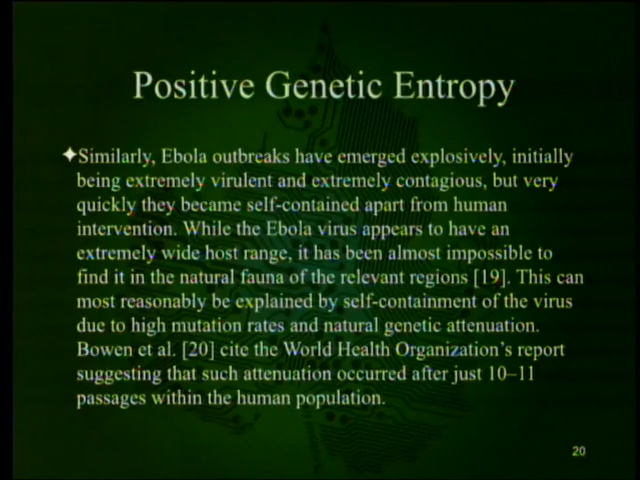 Positive Genetic Entropy
✦Similarly, Ebola outbreaks have emerged explosively, initially
being extremely virulent and extremely contagious, but very
quickly they became self-contained apart from human
intervention. While the Ebola virus appears to have an
extremely wide host range, it has been almost impossible to
find it in the natural fauna of the relevant regions [19]. This can
most reasonably be explained by self-containment of the virus
due to high mutation rates and natural genetic attenuation.
Bowen et al. [20] cite the World Health Organization's report
suggesting that such attenuation occurred after just 10–11
passages within the human population.
20